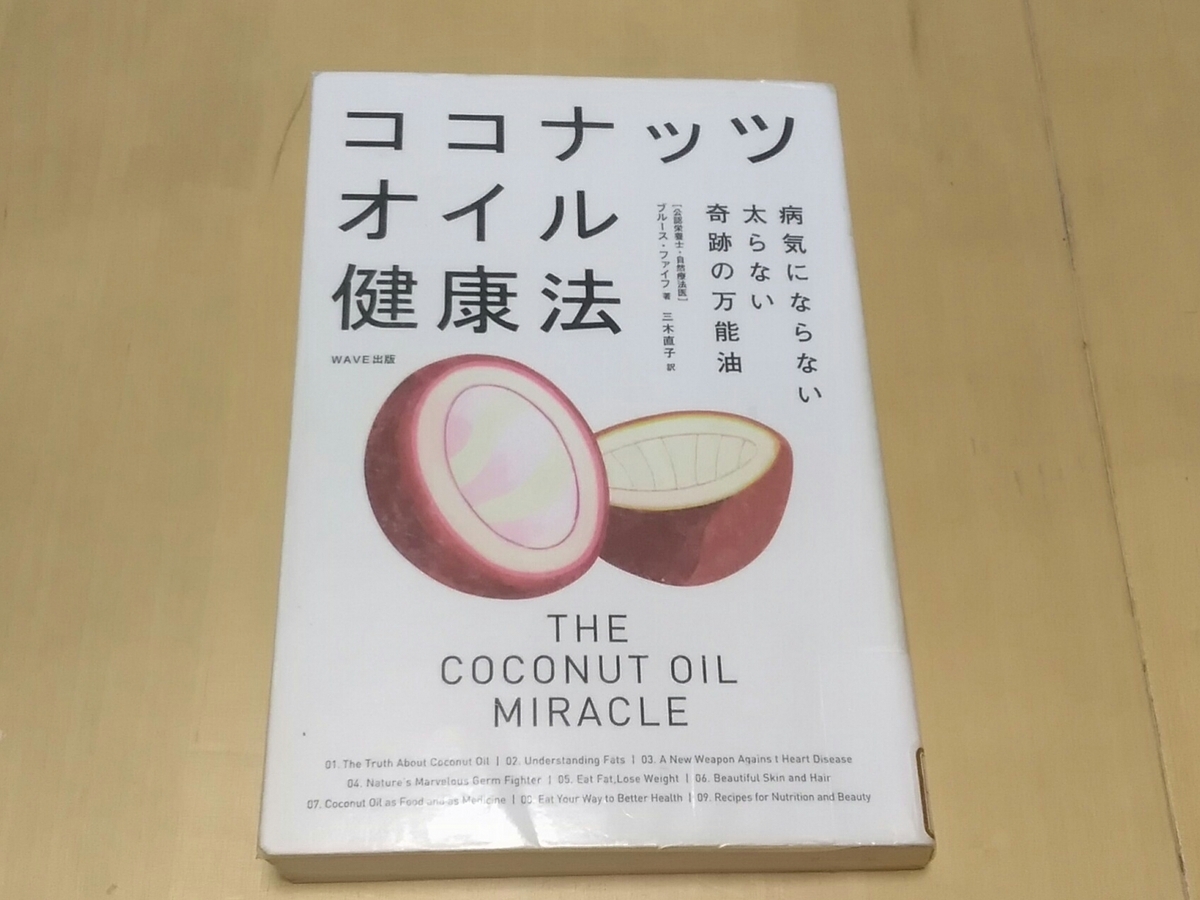 ココナッツ
オイル
健康法
病気にならない
太らない
奇跡の万能油
[公認栄養士・自然療法医]
ブルース・ファイフ 著
三木直子 訳
WAVE出版
THE
COCONUT OIL
MIRACLE
01. The Truth About Coconut Oil | 02. Understanding Fats | 03. A New Weapon Agains t Heart Disease
04. Nature's Marvelous Germ Fighter | 05. Eat Fat,Lose Weight | 06. Beautiful Skin and Hair
07. Coconut Oil as Food and as Medicine | 08. Eat Your Way to Better Health | 09. Recipes for Nutrition and Beauty